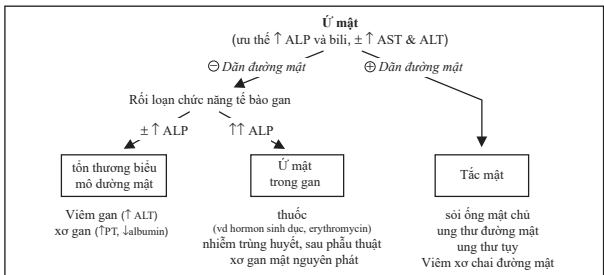 Ứ mật
(ưu thế ↑ ALP và bili, ± ↑ AST & ALT)
⊖ Dãn đường mật
⊕ Dãn đường mật
Rối loạn chức năng tế bào gan
± ↑ ALP
↑↑ ALP
tổn thương biểu
mô dường mật
Ứ mật
trong gan
Tắc mật
Viêm gan (↑ ALT)
xơ gan (↑PT, ↓albumin)
thuốc
(vd hormon sinh dục, erythromycin)
nhiễm trùng huyết, sau phẫu thuật
xơ gan mật nguyên phát
sỏi ống mật chủ
ung thư đường mật
ung thư tụy
Viêm xơ chai đường mật